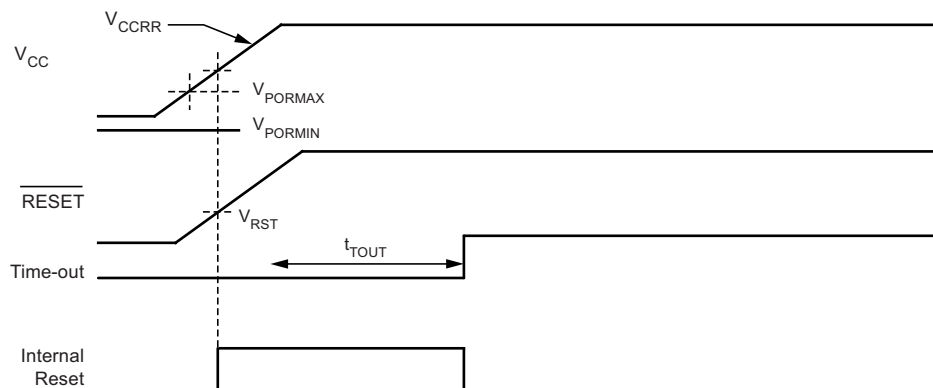 VCCRR
VCC
VPORMAX
VPORMIN
RESET
VRST
tTOUT
Time-out
Internal
Reset